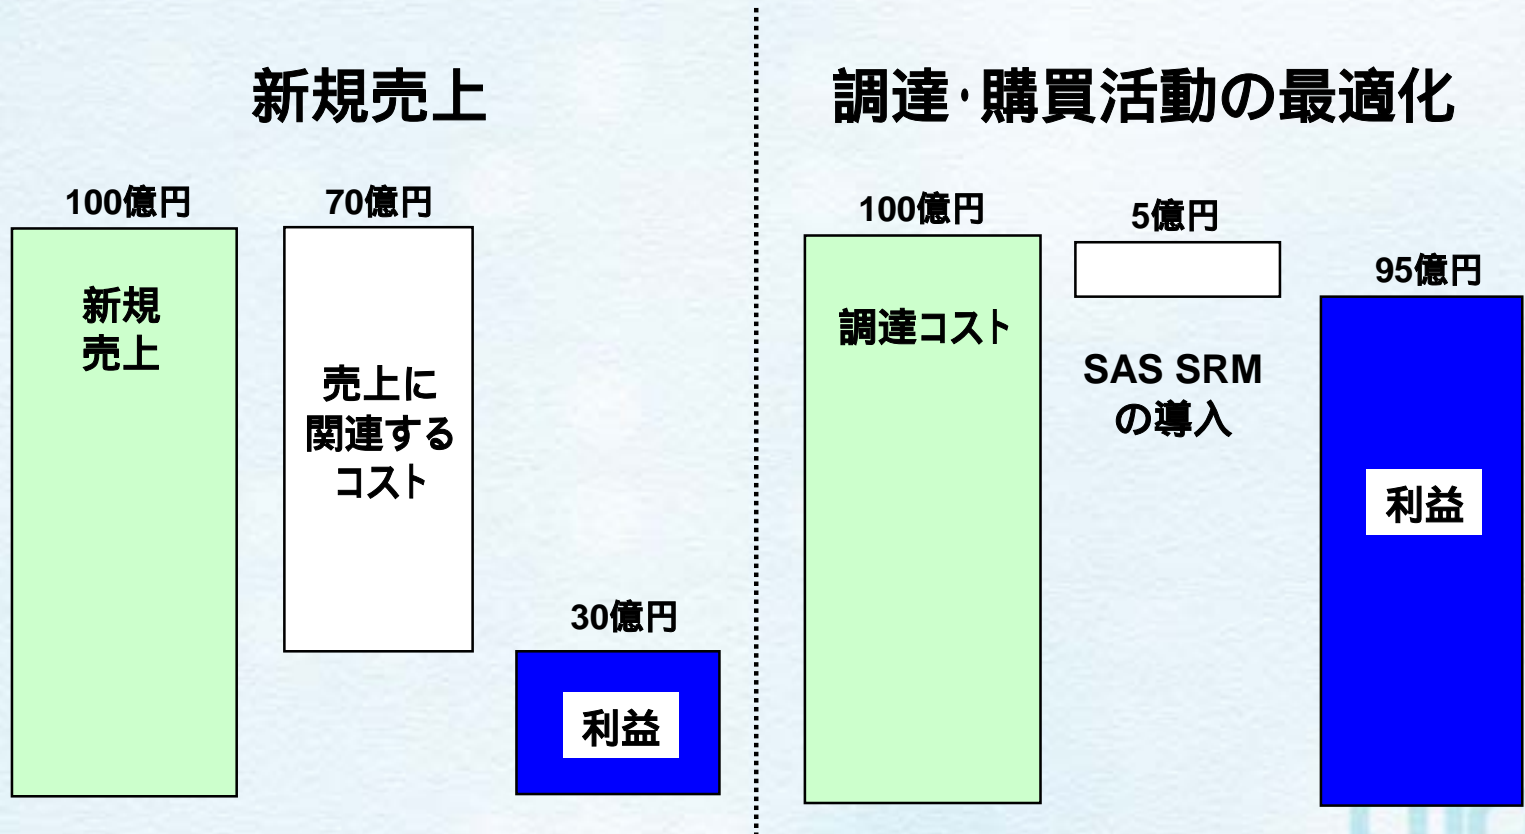 新規売上
100億円
70億円
新規
売上
売上に
関連する
コスト
30億円
利益
調達・購買活動の最適化
100億円
5億円
95億円
調達コスト
SAS SRM
の導入
利益